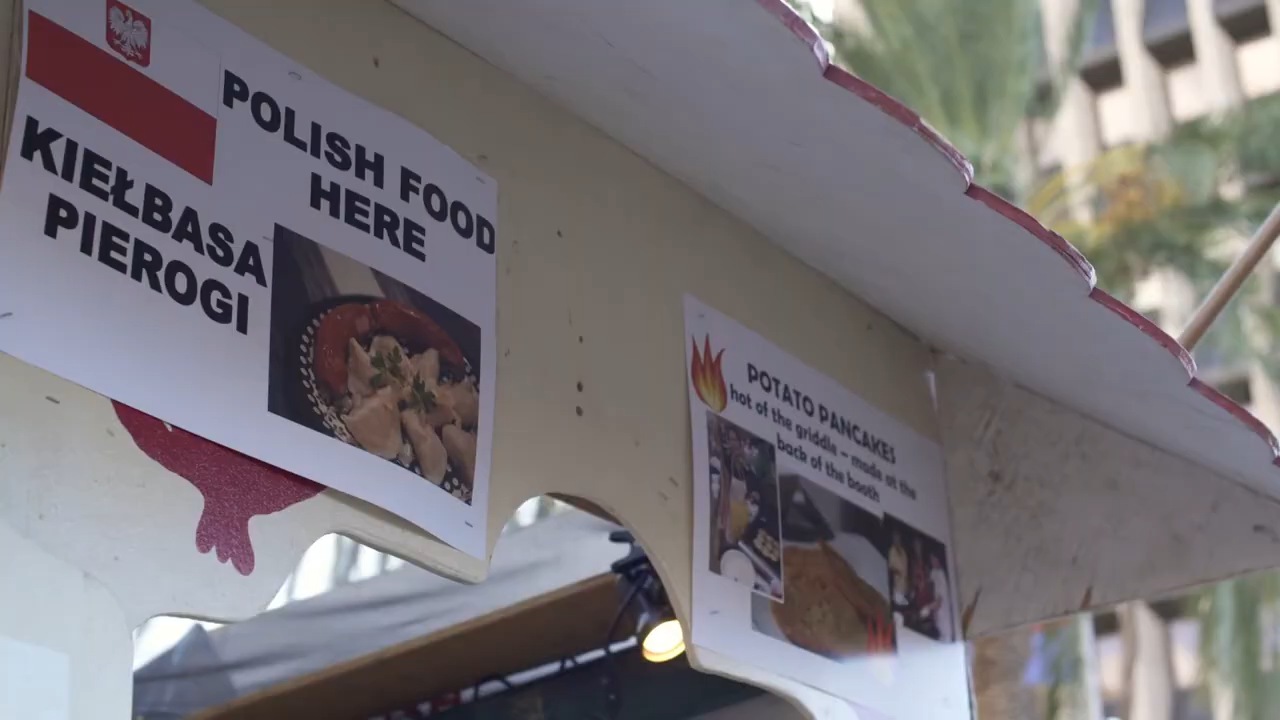 POLISH FOOD
HERE
KIEŁBASA
PIEROGI
POTATO PANCAKES
hot of the griddle – made at the
back of the booth